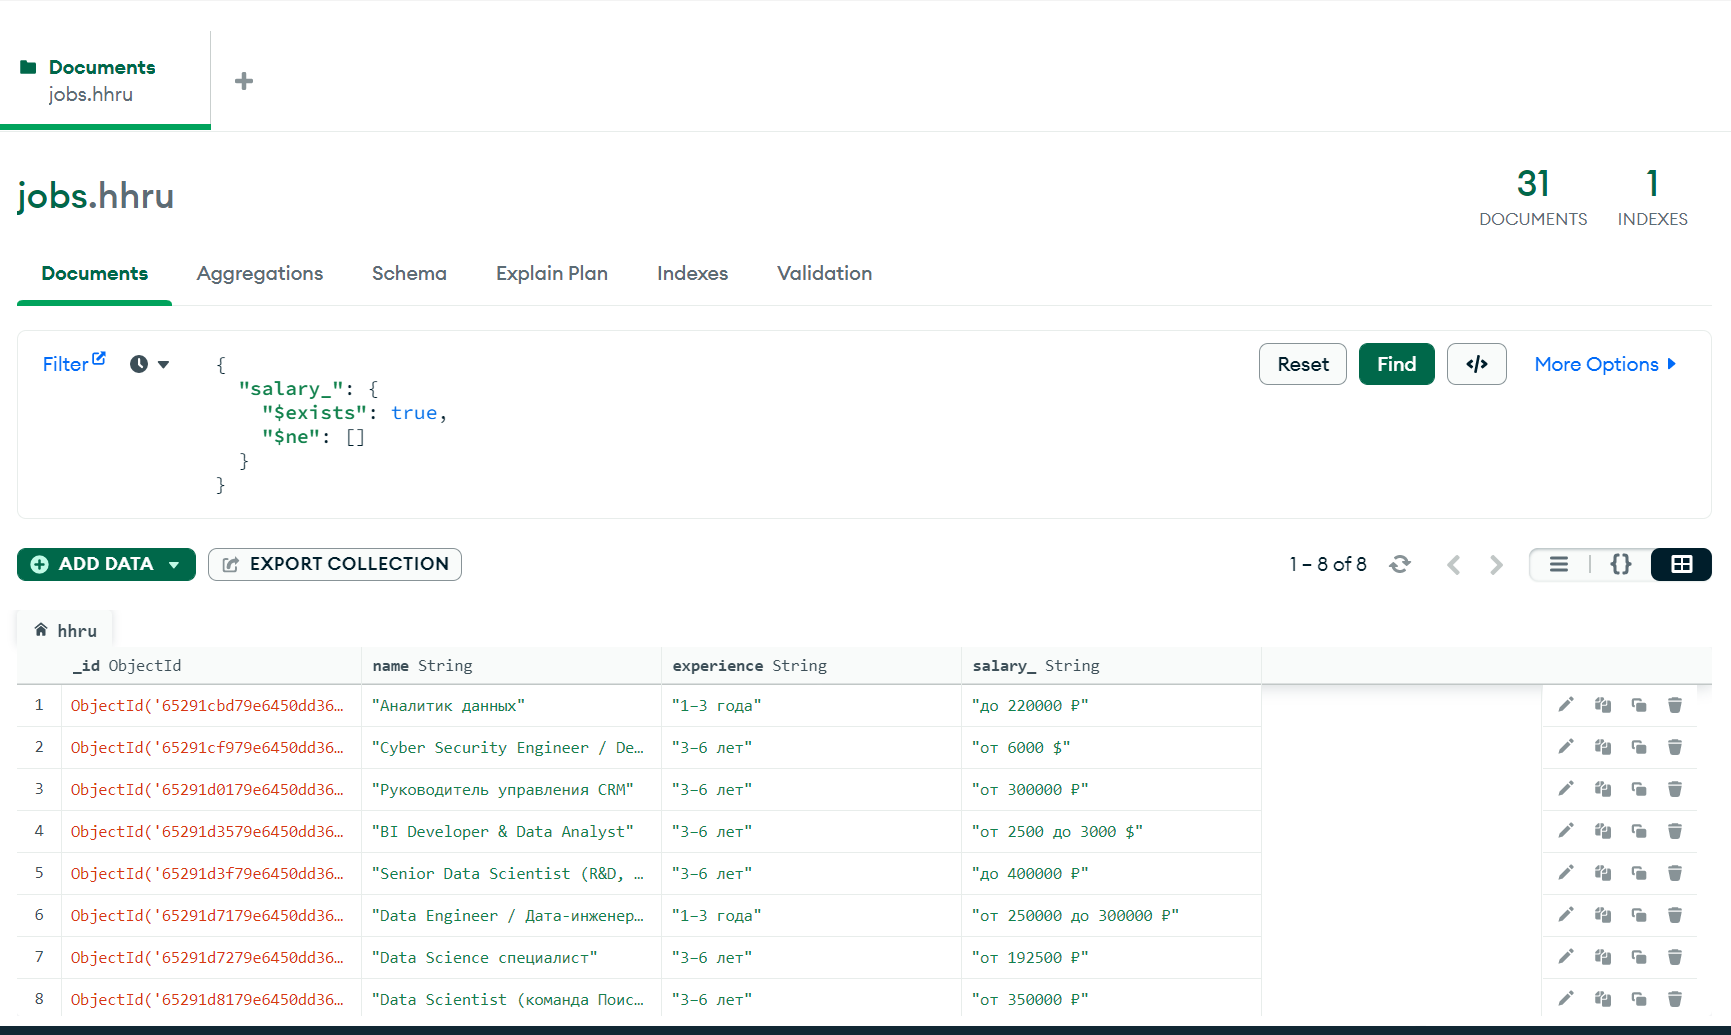 Documents
jobs.hhru
jobs.hhru
31
DOCUMENTS
1
INDEXES
Documents Aggregations Schema Explain Plan Indexes Validation
Filter
{
"salary_": {
"$exists": true,
"$ne": []
}
}
Reset Find </> More Options
ADD DATA EXPORT COLLECTION 1 – 8 of 8 {}
hhru
_id ObjectId name String experience String salary_ String
1 ObjectId('65291cbd79e6450dd36… "Аналитик данных" "1–3 года" "до 220000 ₽"
2 ObjectId('65291cf979e6450dd36… "Cyber Security Engineer / De… "3–6 лет" "от 6000 $"
3 ObjectId('65291d0179e6450dd36… "Руководитель управления CRM" "3–6 лет" "от 300000 ₽"
4 ObjectId('65291d3579e6450dd36… "BI Developer & Data Analyst" "3–6 лет" "от 2500 до 3000 $"
5 ObjectId('65291d3f79e6450dd36… "Senior Data Scientist (R&D, … "3–6 лет" "до 400000 ₽"
6 ObjectId('65291d7179e6450dd36… "Data Engineer / Дата-инженер… "1–3 года" "от 250000 до 300000 ₽"
7 ObjectId('65291d7279e6450dd36… "Data Science специалист" "3–6 лет" "от 192500 ₽"
8 ObjectId('65291d8179e6450dd36… "Data Scientist (команда Поис… "3–6 лет" "от 350000 ₽"